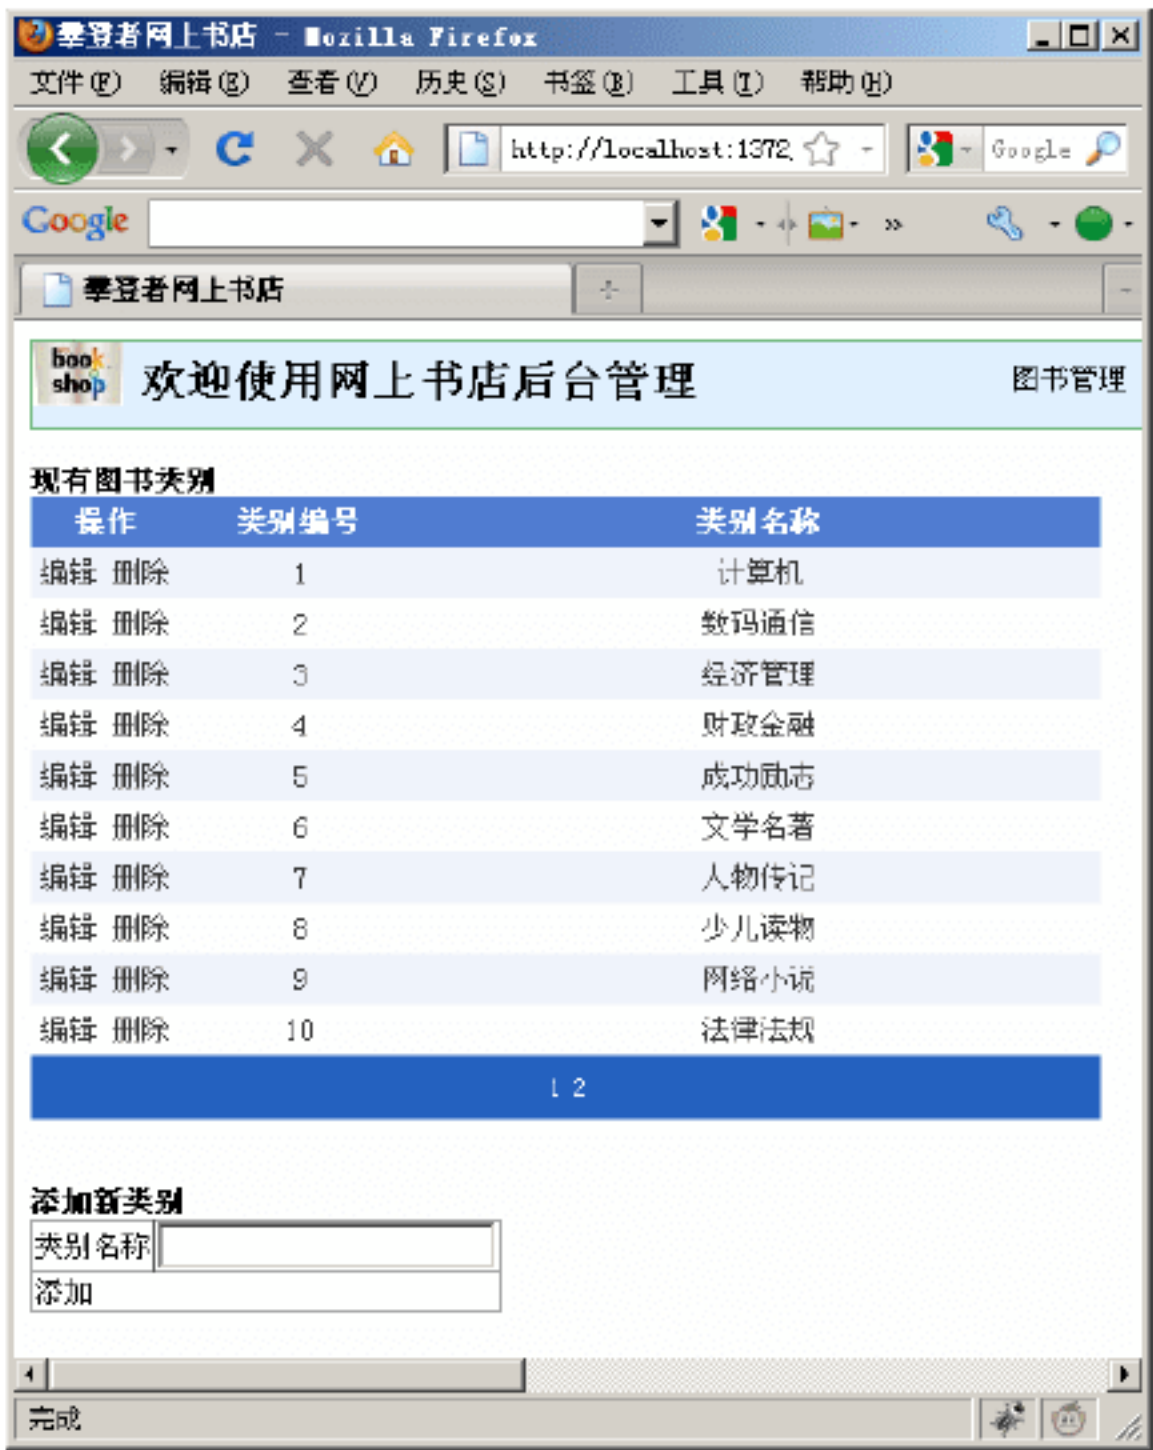 攀登者网上书店 - Mozilla Firefox
文件(F) 编辑(E) 查看(V) 历史(S) 书签(B) 工具(T) 帮助(H)
http://localhost:1372 Google
Google
攀登者网上书店
book shop 欢迎使用网上书店后台管理 图书管理
现有图书类别
操作 类别编号 类别名称
编辑 删除 1 计算机
编辑 删除 2 数码通信
编辑 删除 3 经济管理
编辑 删除 4 财政金融
编辑 删除 5 成功励志
编辑 删除 6 文学名著
编辑 删除 7 人物传记
编辑 删除 8 少儿读物
编辑 删除 9 网络小说
编辑 删除 10 法律法规
1 2
添加新类别
类别名称
添加
完成